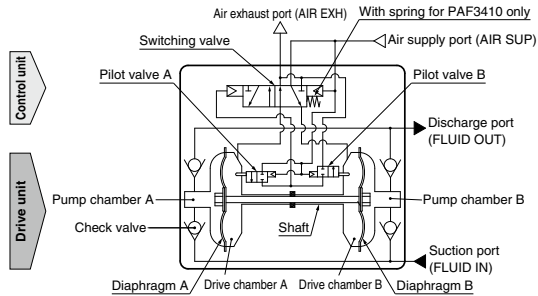 Air exhaust port (AIR EXH)
With spring for PAF3410 only
Switching valve
Air supply port (AIR SUP)
Pilot valve A
Pilot valve B
Control unit
Discharge port
(FLUID OUT)
Drive unit
Pump chamber A
Pump chamber B
Check valve
Shaft
Suction port
(FLUID IN)
Diaphragm A
Drive chamber A
Drive chamber B
Diaphragm B